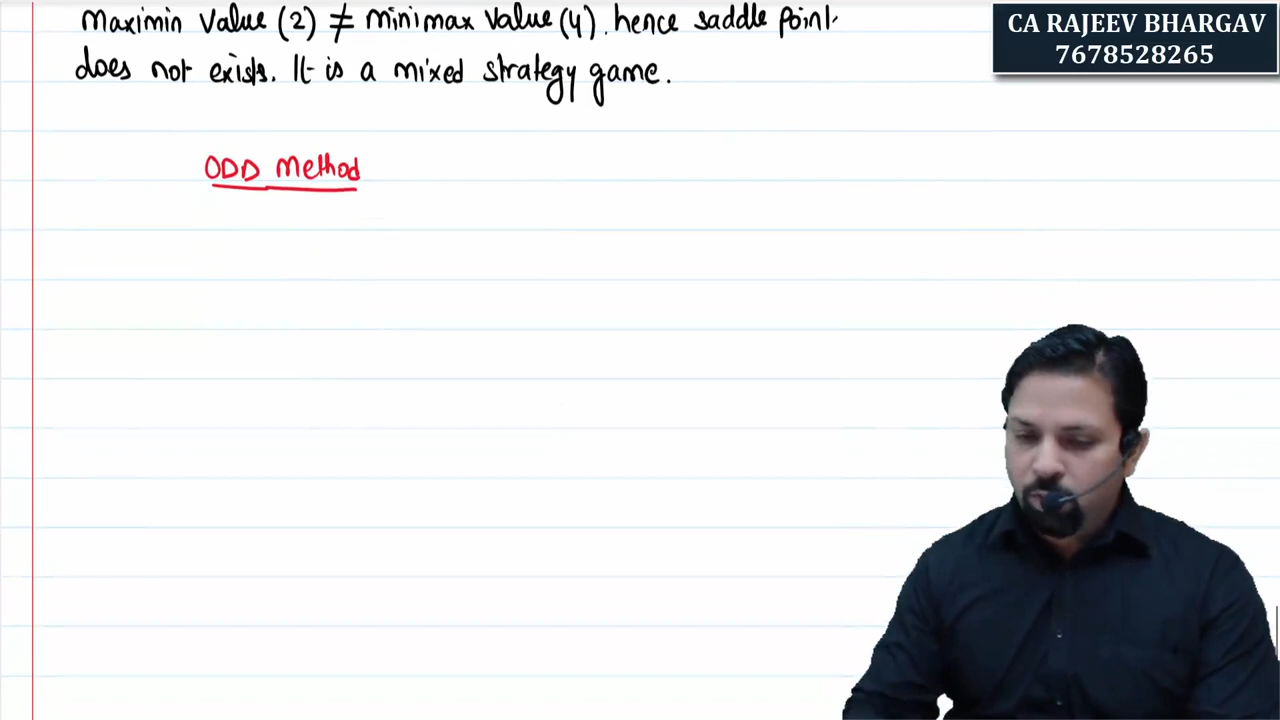 maximin value (2) ≠ minimax value (4). hence saddle point
does not exists. It is a mixed strategy game.
CA RAJEEV BHARGAV
7678528265
ODD Method